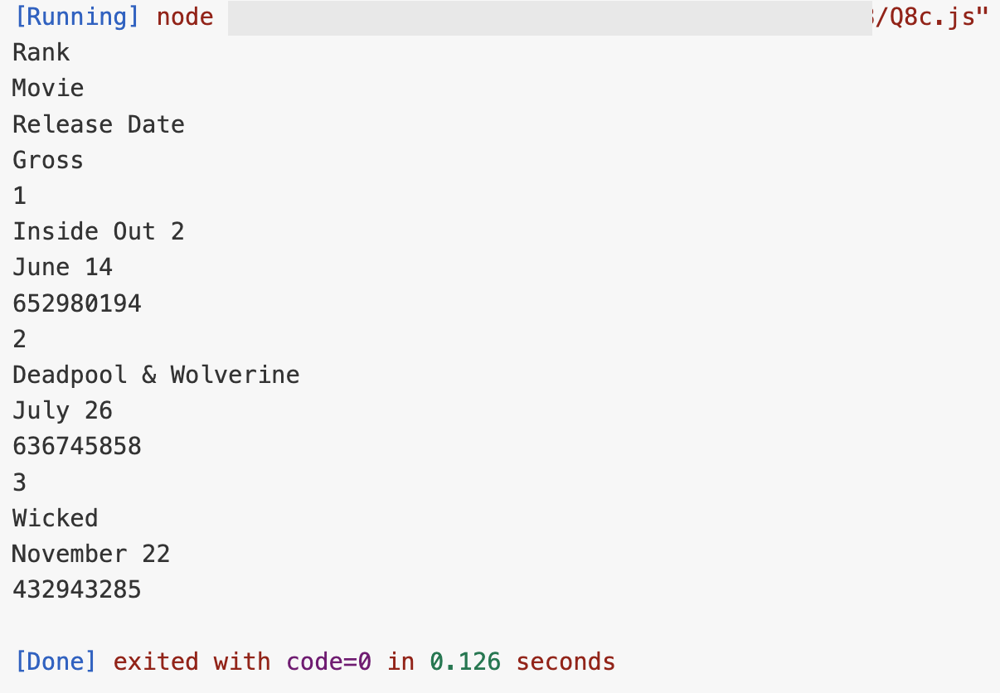 [Running] node /Q8c.js"
Rank
Movie
Release Date
Gross
1
Inside Out 2
June 14
652980194
2
Deadpool & Wolverine
July 26
636745858
3
Wicked
November 22
432943285
[Done] exited with code=0 in 0.126 seconds